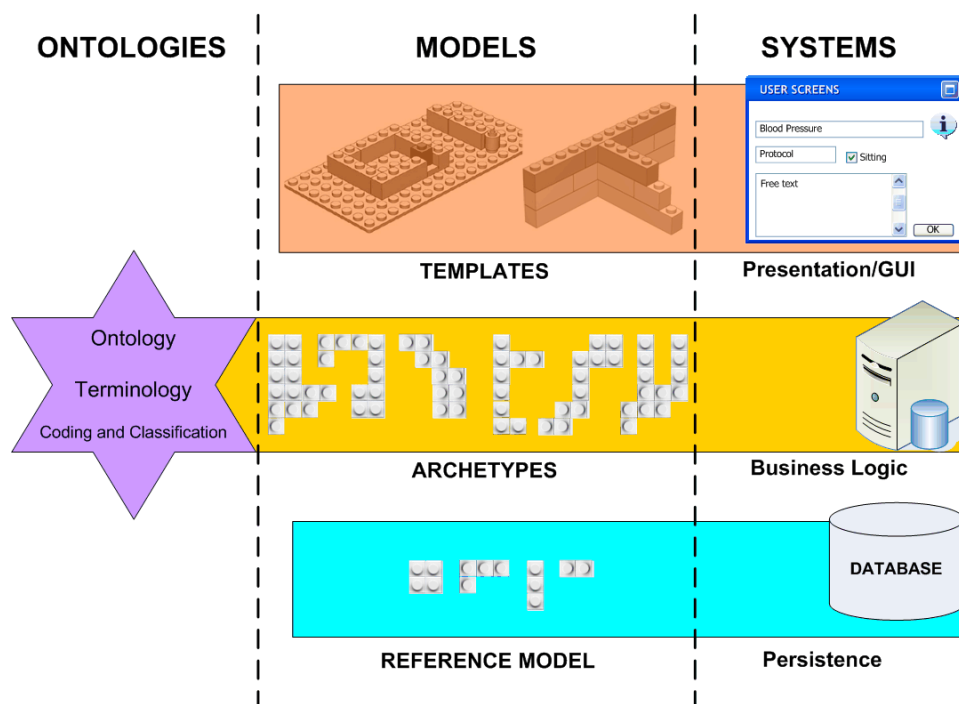 ONTOLOGIES
MODELS
SYSTEMS
USER SCREENS
Blood Pressure
Protocol
Sitting
Free text
OK
TEMPLATES
Presentation/GUI
Ontology
Terminology
Coding and Classification
ARCHETYPES
Business Logic
DATABASE
REFERENCE MODEL
Persistence